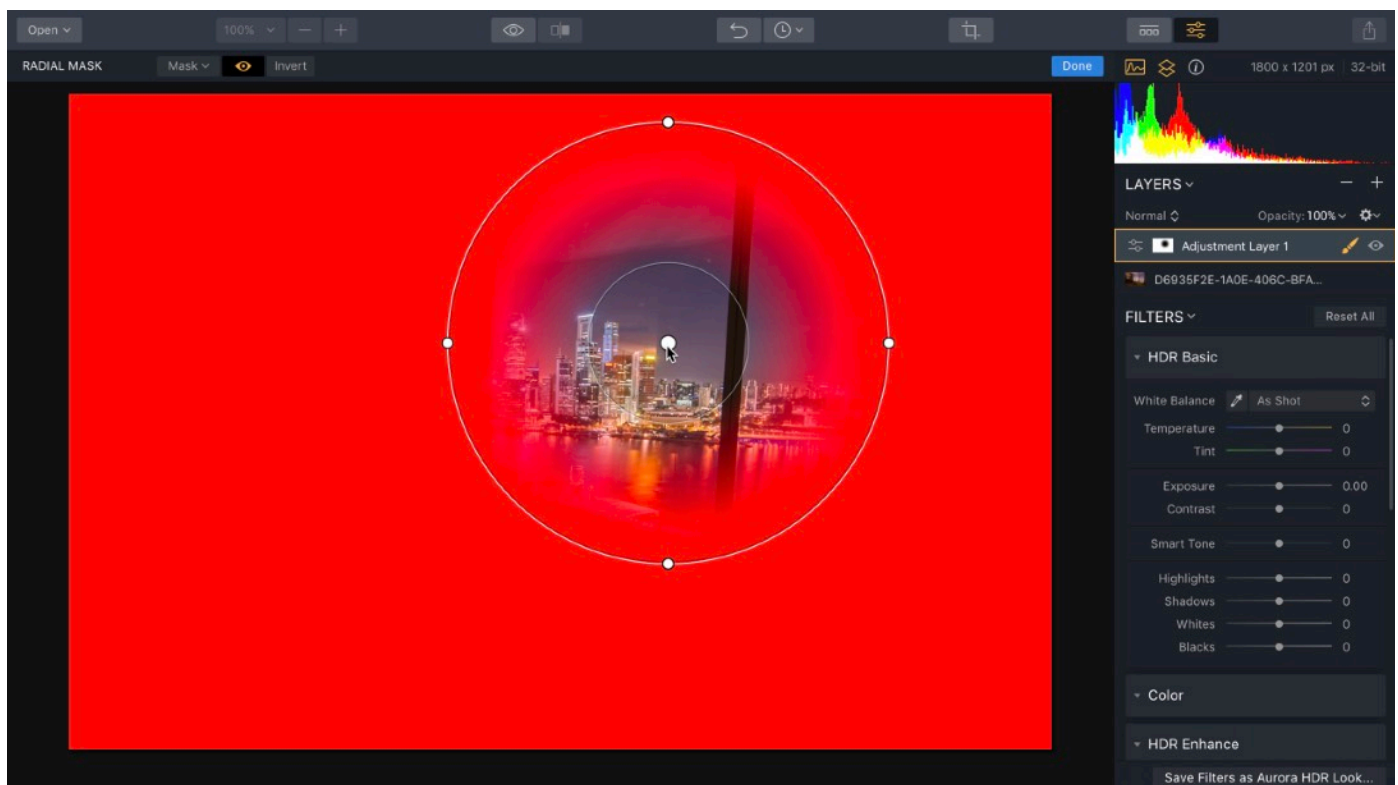 Open
100%
RADIAL MASK Mask Invert Done
1800 x 1201 px 32-bit
LAYERS
Normal Opacity: 100%
Adjustment Layer 1
D6935F2E-1A0E-406C-BFA...
FILTERS Reset All
HDR Basic
White Balance As Shot
Temperature 0
Tint 0
Exposure 0.00
Contrast 0
Smart Tone 0
Highlights 0
Shadows 0
Whites 0
Blacks 0
Color
HDR Enhance
Save Filters as Aurora HDR Look...